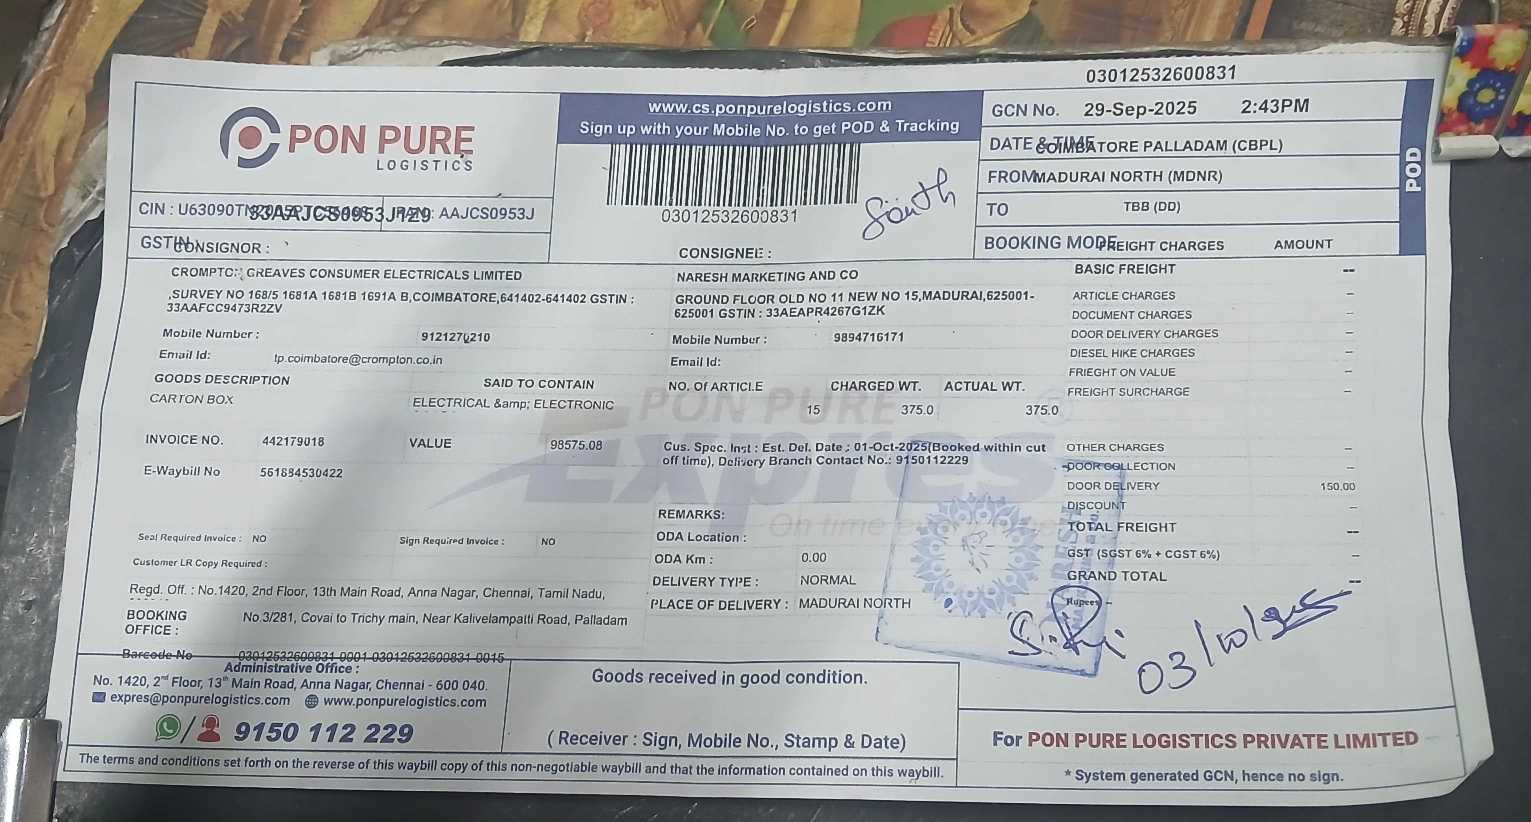 03012532600831
PON PURE
LOGISTICS
www.cs.ponpurelogistics.com
Sign up with your Mobile No. to get POD & Tracking
03012532600831
South
GCN No. 29-Sep-2025 2:43PM
DATE & TIME COIMBATORE PALLADAM (CBPL)
FROM MADURAI NORTH (MDNR)
TO TBB (DD)
BOOKING MODE
POD
CIN : 33AAJCS0953J1Z9 PAN : AAJCS0953J
GSTIN :
CONSIGNOR :
GREAVES CONSUMER ELECTRICALS LIMITED
,SURVEY NO 168/5 1681A 1681B 1691A B,COIMBATORE,641402-641402 GSTIN :
33AAFCC9473R2ZV
Mobile Number : 9121270210
Email Id: tp.coimbatore@crompton.co.in
GOODS DESCRIPTION SAID TO CONTAIN
CARTON BOX ELECTRICAL &amp; ELECTRONIC
INVOICE NO. 442179018 VALUE 98575.08
E-Waybill No 561884530422
Seal Required Invoice : NO Sign Required Invoice : NO
Customer LR Copy Required :
Regd. Off. : No.1420, 2nd Floor, 13th Main Road, Anna Nagar, Chennai, Tamil Nadu,
BOOKING OFFICE : No.3/281, Covai to Trichy main, Near Kalivelampatti Road, Palladam
Barcode No 03012532600831-0001-03012532600831-0015
CONSIGNEE :
NARESH MARKETING AND CO
GROUND FLOOR OLD NO 11 NEW NO 15,MADURAI,625001-
625001 GSTIN : 33AEAPR4267G1ZK
Mobile Number : 9894716171
Email Id:
NO. Of ARTICLE CHARGED WT. ACTUAL WT.
15 375.0 375.0
PON PURE
Expres
On time
Cus. Spec. Inst : Est. Del. Date : 01-Oct-2025(Booked within cut
off time), Delivery Branch Contact No.: 9150112229
REMARKS:
ODA Location :
ODA Km : 0.00
DELIVERY TYPE : NORMAL
PLACE OF DELIVERY : MADURAI NORTH
FREIGHT CHARGES AMOUNT
BASIC FREIGHT --
ARTICLE CHARGES --
DOCUMENT CHARGES --
DOOR DELIVERY CHARGES --
DIESEL HIKE CHARGES --
FRIEGHT ON VALUE --
FREIGHT SURCHARGE --
OTHER CHARGES --
DOOR COLLECTION --
DOOR DELIVERY 150.00
DISCOUNT --
TOTAL FREIGHT --
GST (SGST 6% + CGST 6%) --
GRAND TOTAL --
Rupees --
03/10/2025
Administrative Office :
No. 1420, 2nd Floor, 13th Main Road, Anna Nagar, Chennai - 600 040.
expres@ponpurelogistics.com www.ponpurelogistics.com
9150 112 229
Goods received in good condition.
( Receiver : Sign, Mobile No., Stamp & Date)
For PON PURE LOGISTICS PRIVATE LIMITED
* System generated GCN, hence no sign.
The terms and conditions set forth on the reverse of this waybill copy of this non-negotiable waybill and that the information contained on this waybill.